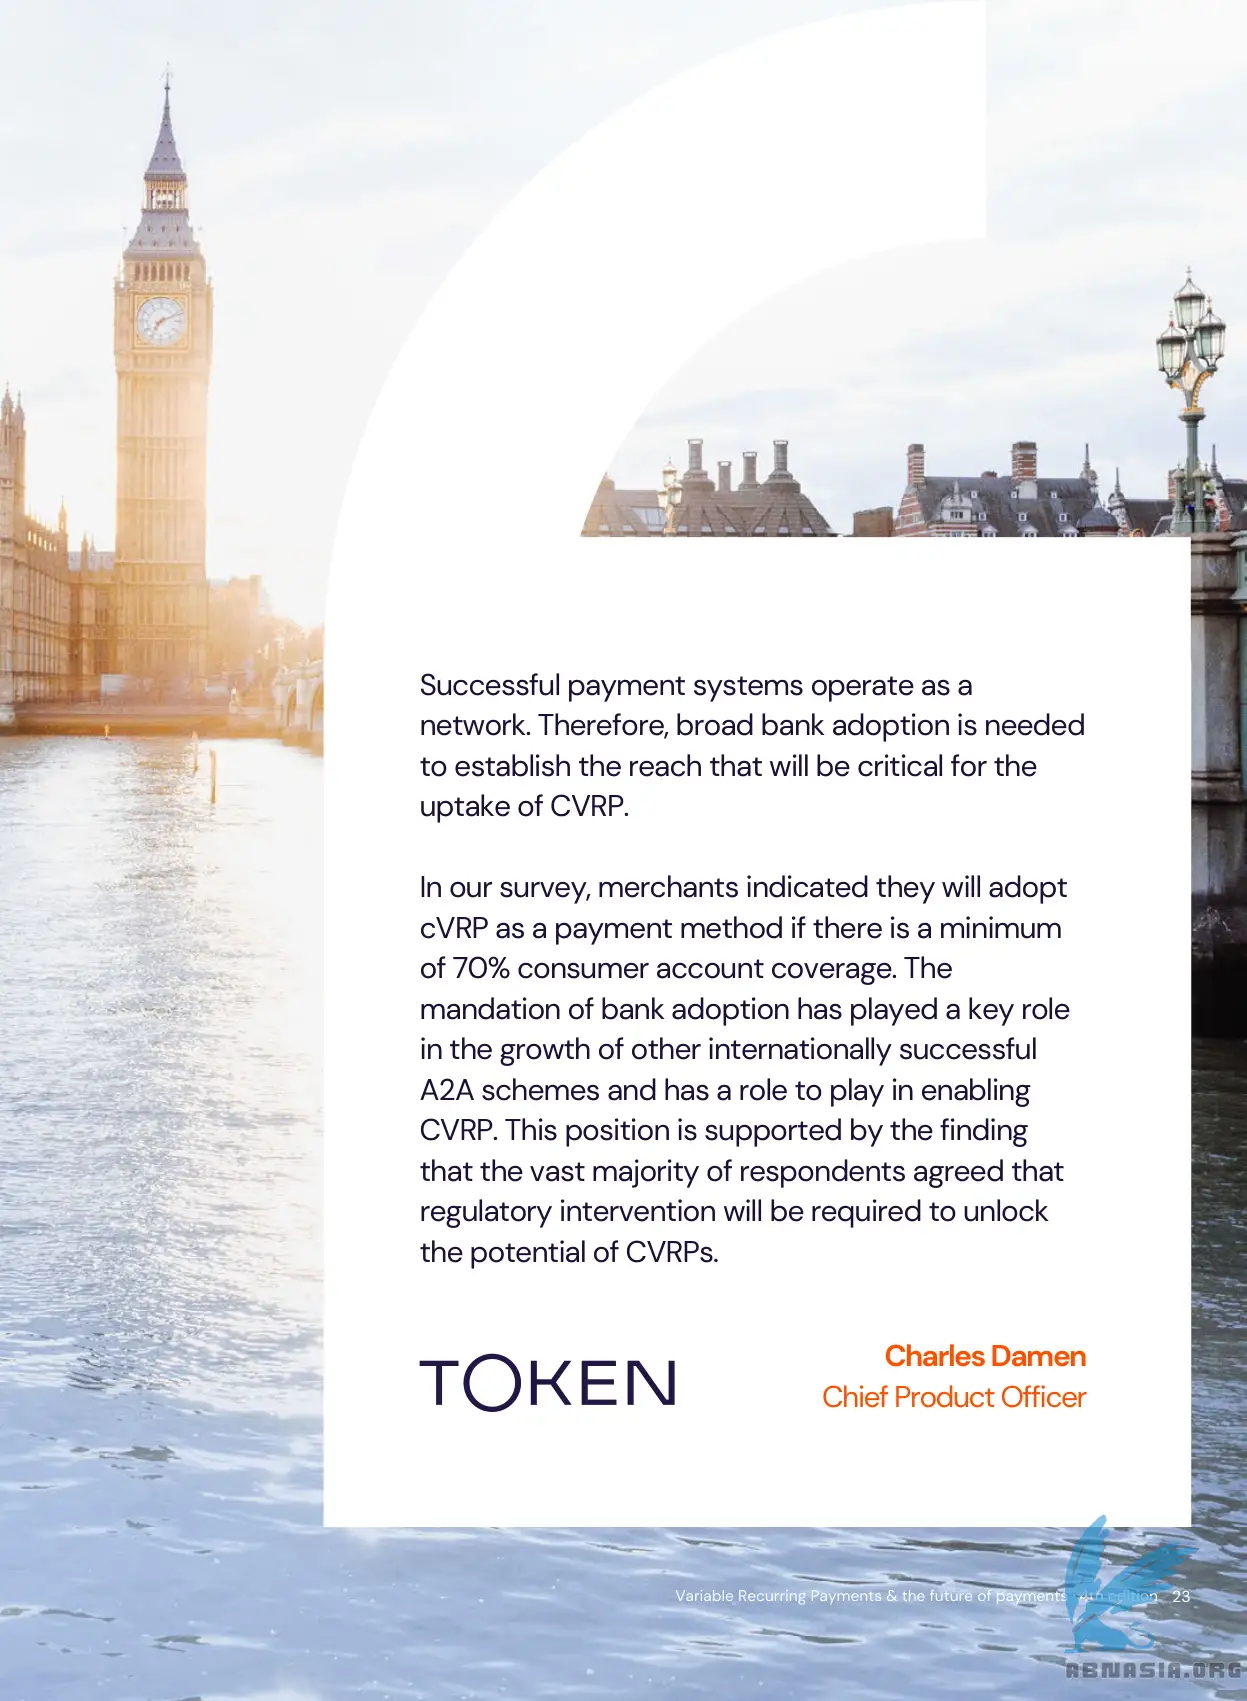 Successful payment systems operate as a
network. Therefore, broad bank adoption is needed
to establish the reach that will be critical for the
uptake of CVRP.
In our survey, merchants indicated they will adopt
cVRP as a payment method if there is a minimum
of 70% consumer account coverage. The
mandation of bank adoption has played a key role
in the growth of other internationally successful
A2A schemes and has a role to play in enabling
CVRP. This position is supported by the finding
that the vast majority of respondents agreed that
regulatory intervention will be required to unlock
the potential of CVRPs.
TOKEN
Charles Damen
Chief Product Officer
Variable Recurring Payments & the future of payments 4th edition 23
ABNASIA.ORG